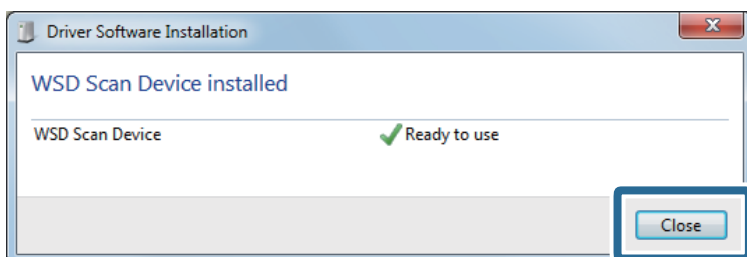 Driver Software Installation
WSD Scan Device installed
WSD Scan Device Ready to use
Close